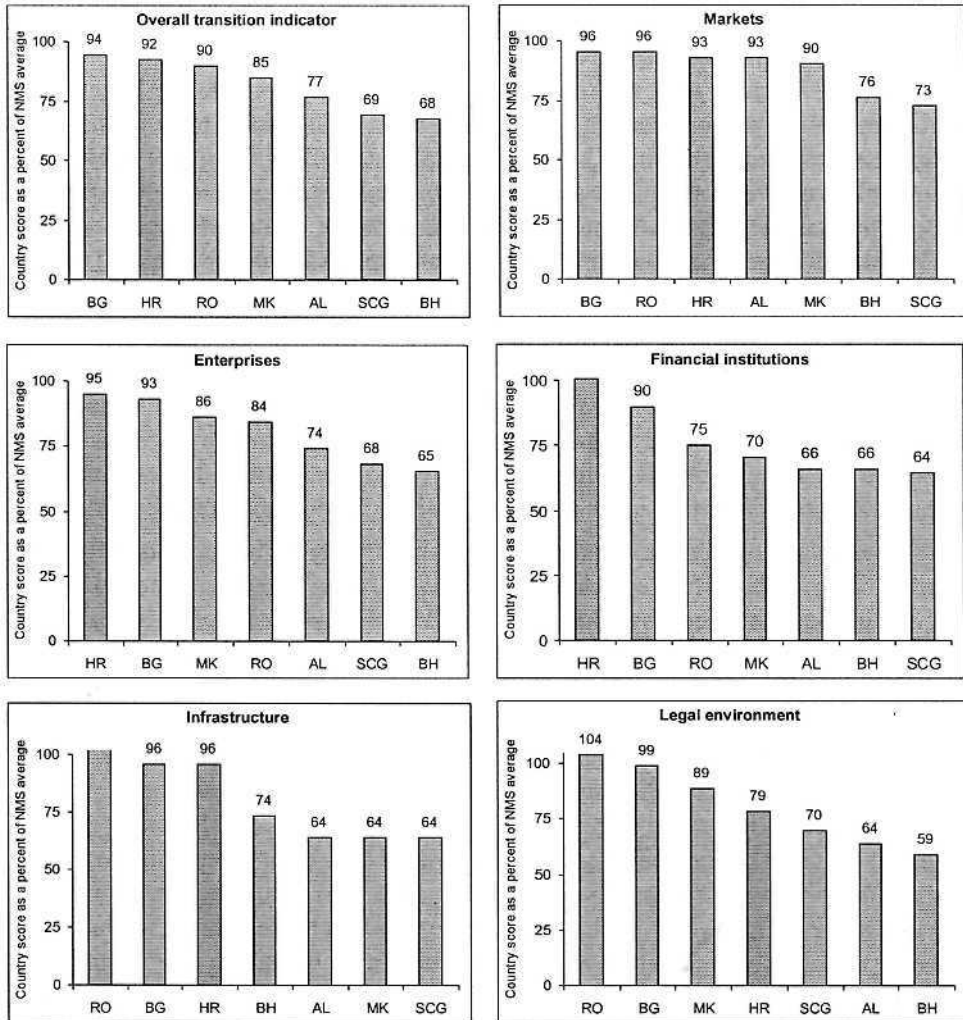 Overall transition indicator
Country score as a percent of NMS average
100
75
50
25
0
94 92 90 85 77 69 68
BG HR RO MK AL SCG BH
Markets
Country score as a percent of NMS average
100
75
50
25
0
96 96 93 93 90 76 73
BG RO HR AL MK BH SCG
Enterprises
Country score as a percent of NMS average
100
75
50
25
0
95 93 86 84 74 68 65
HR BG MK RO AL SCG BH
Financial institutions
Country score as a percent of NMS average
100
75
50
25
0
90 75 70 66 66 64
HR BG RO MK AL BH SCG
Infrastructure
Country score as a percent of NMS average
100
75
50
25
0
96 96 74 64 64 64
RO BG HR BH AL MK SCG
Legal environment
Country score as a percent of NMS average
100
75
50
25
0
104 99 89 79 70 64 59
RO BG MK HR SCG AL BH